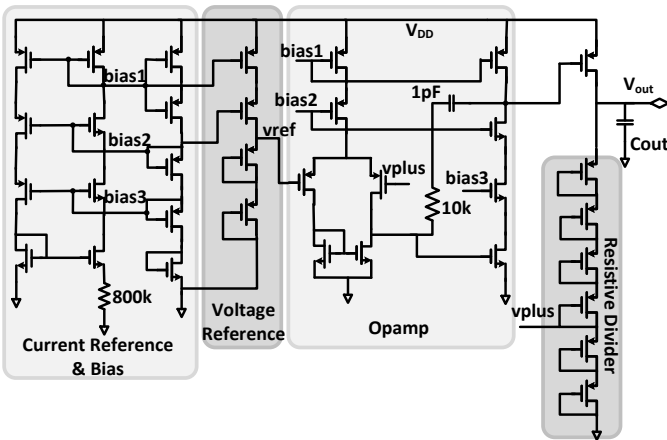 V_DD
bias1
bias1
V_out
1pF
bias2
Cout
bias2
vref
vplus
bias3
bias3
10k
Resistive Divider
800k
Voltage
Reference
vplus
Opamp
Current Reference
& Bias